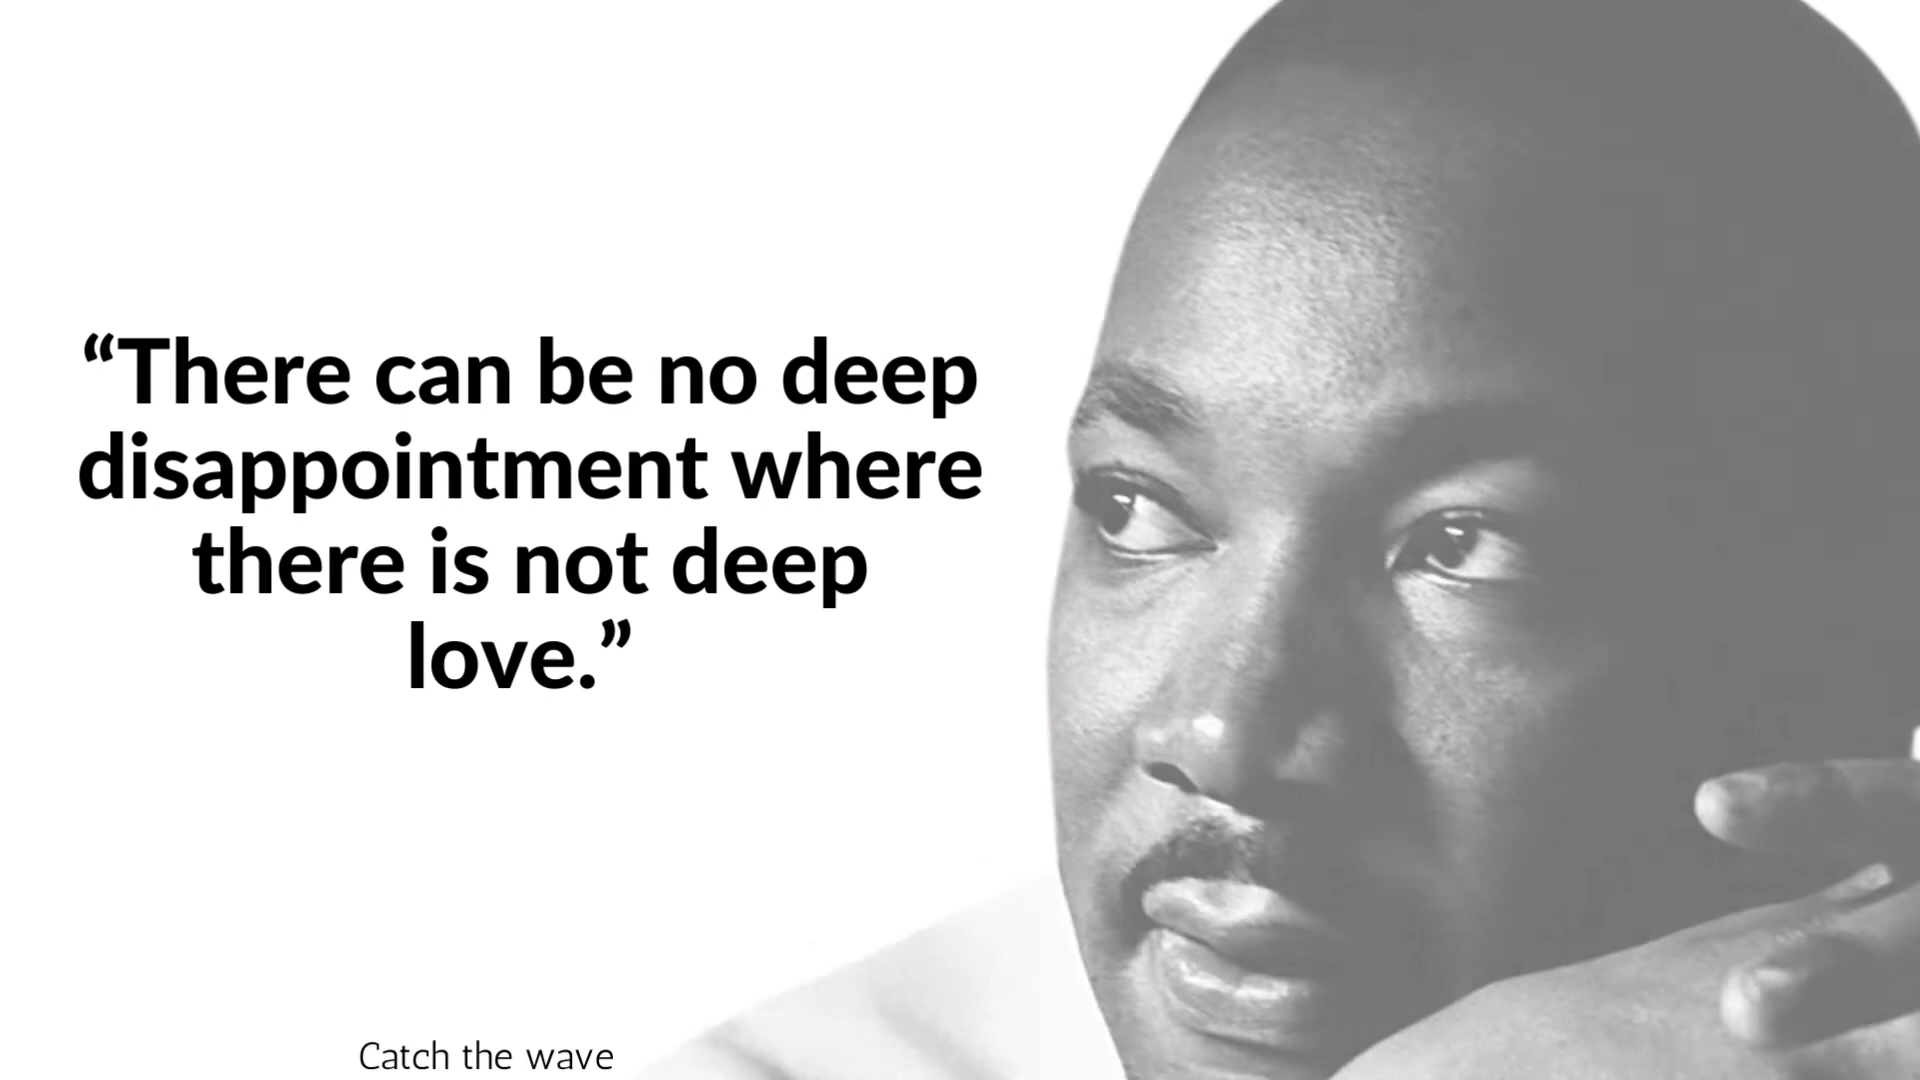 “There can be no deep
disappointment where
there is not deep
love.”
Catch the wave